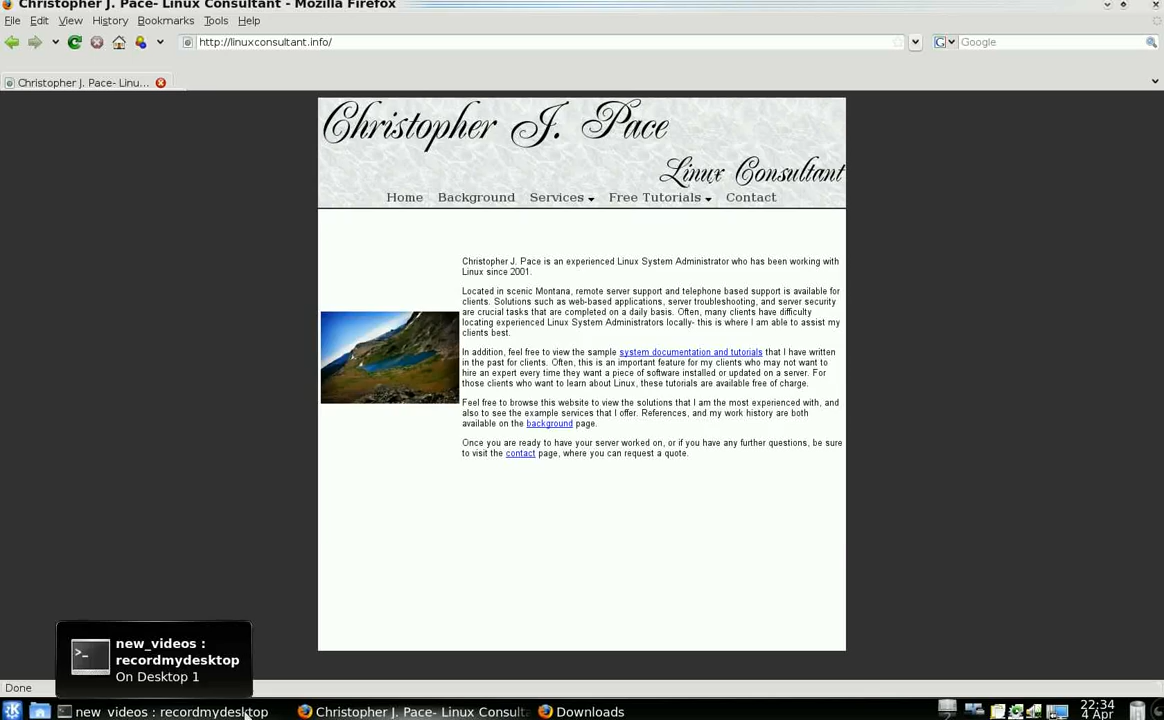 Christopher J. Pace- Linux Consultant - Mozilla Firefox
File Edit View History Bookmarks Tools Help
http://linuxconsultant.info/
G Google
Christopher J. Pace- Linu...
Christopher J. Pace
Linux Consultant
Home Background Services Free Tutorials Contact
Christopher J. Pace is an experienced Linux System Administrator who has been working with
Linux since 2001.
Located in scenic Montana, remote server support and telephone based support is available for
clients. Solutions such as web-based applications, server troubleshooting, and server security
are crucial tasks that are completed on a daily basis. Often, many clients have difficulty
locating experienced Linux System Administrators locally- this is where I am able to assist my
clients best.
In addition, feel free to view the sample system documentation and tutorials that I have written
in the past for clients. Often, this is an important feature for my clients who may not want to
hire an expert every time they want a piece of software installed or updated on a server. For
those clients who want to learn about Linux, these tutorials are available free of charge.
Feel free to browse this website to view the solutions that I am the most experienced with, and
also to see the example services that I offer. References, and my work history are both
available on the background page.
Once you are ready to have your server worked on, or if you have any further questions, be sure
to visit the contact page, where you can request a quote.
new_videos :
recordmydesktop
On Desktop 1
Done
new_videos : recordmydesktop
Christopher J. Pace- Linux Consulta
Downloads
22:34
4 Apr